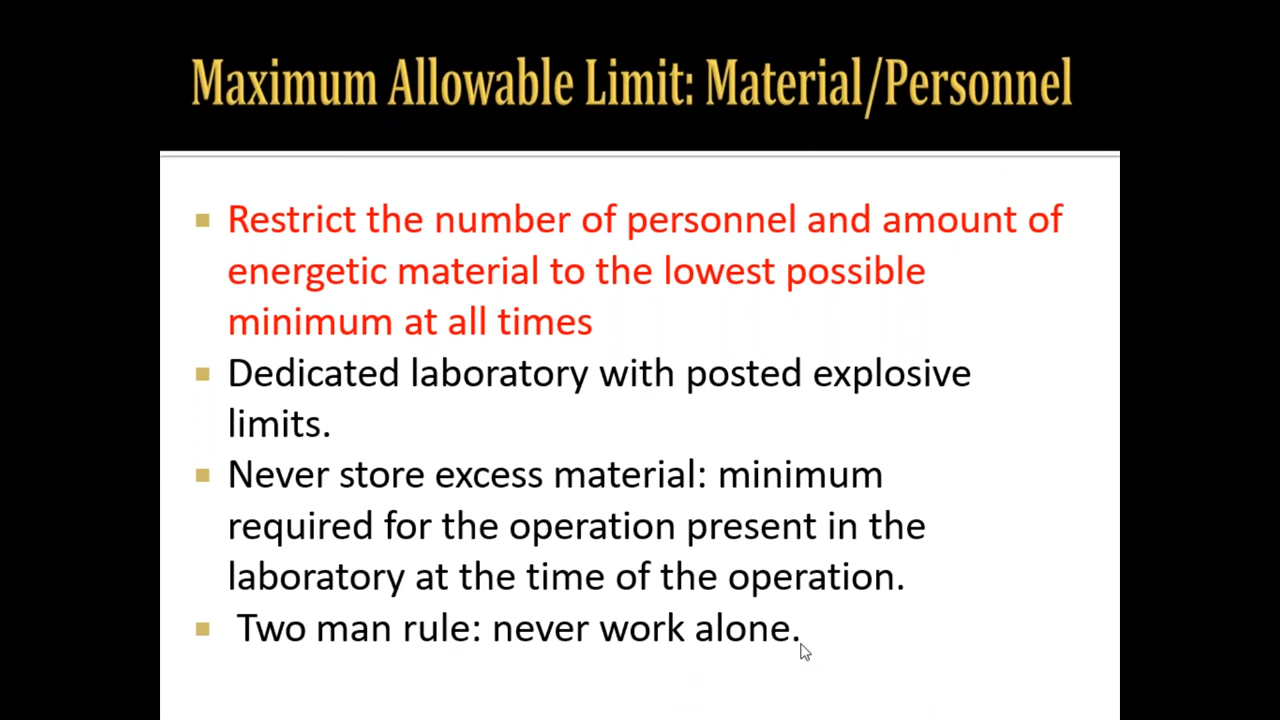 Maximum Allowable Limit: Material/Personnel
Restrict the number of personnel and amount of
energetic material to the lowest possible
minimum at all times
Dedicated laboratory with posted explosive
limits.
Never store excess material: minimum
required for the operation present in the
laboratory at the time of the operation.
Two man rule: never work alone.